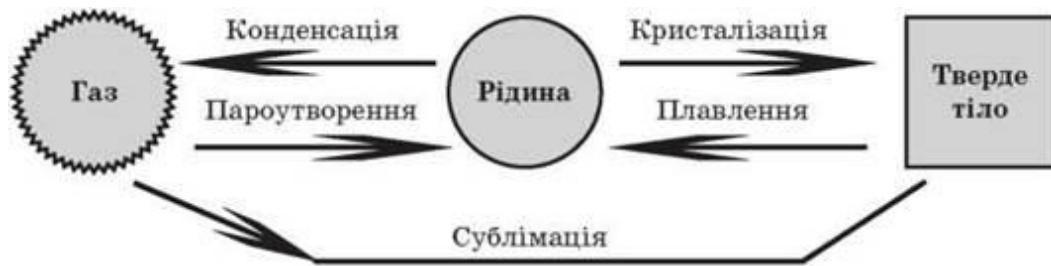 Конденсація
Кристалізація
Газ
Рідина
Тверде
тіло
Пароутворення
Плавлення
Сублімація